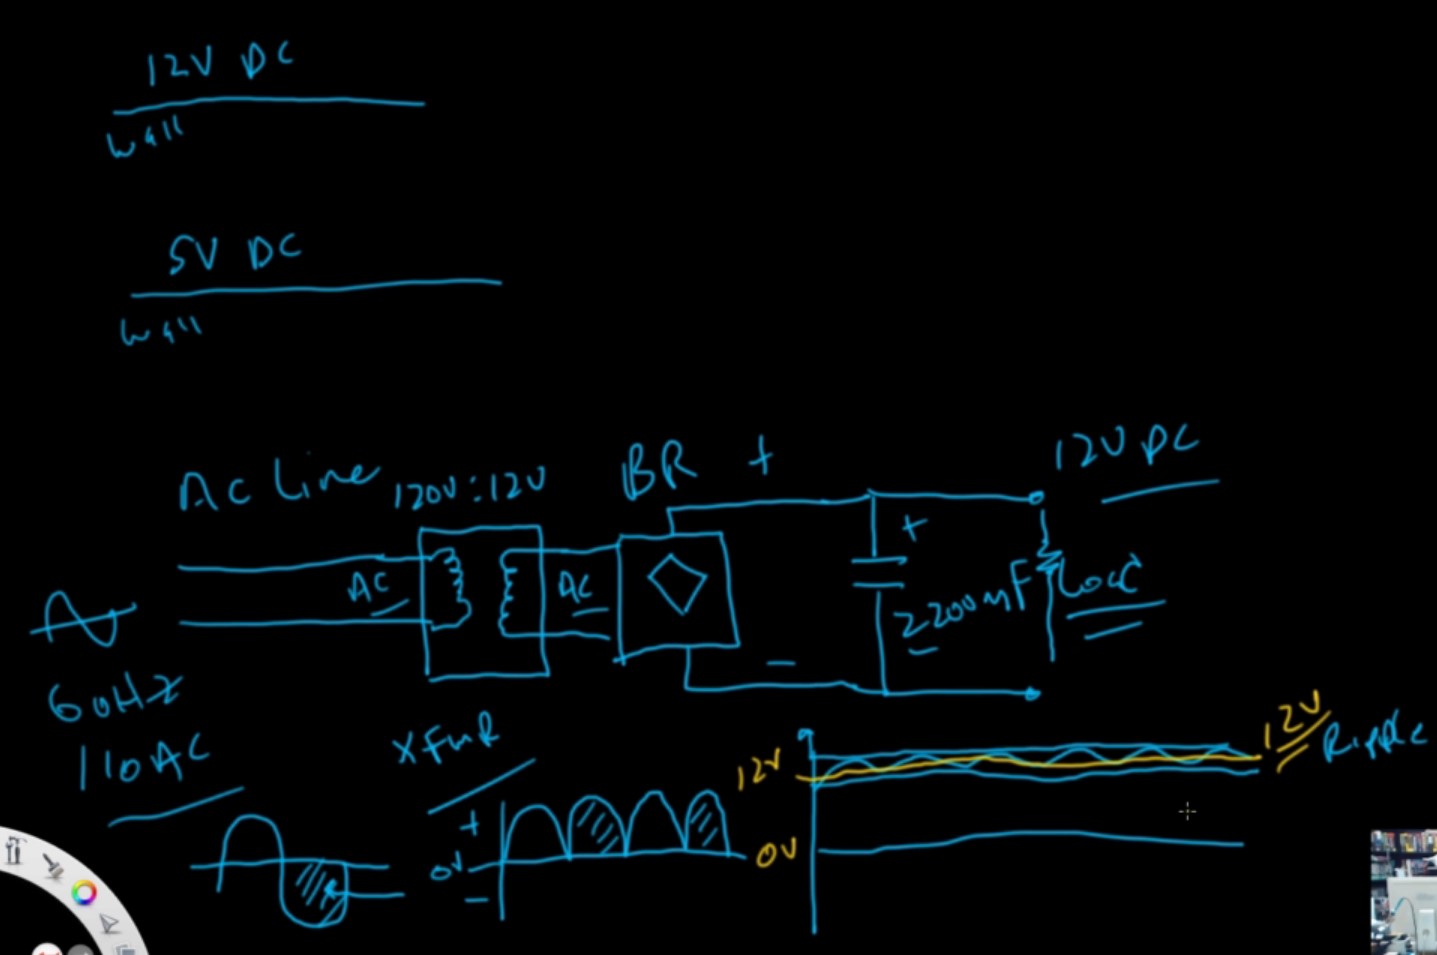 12V DC
Wall
5V DC
Wall
AC Line
120V:12V
BR
+
12V DC
AC
AC
+
2200mF
Load
-
60Hz
110AC
XFMR
+
0V
-
12V
0V
12V
Ripple